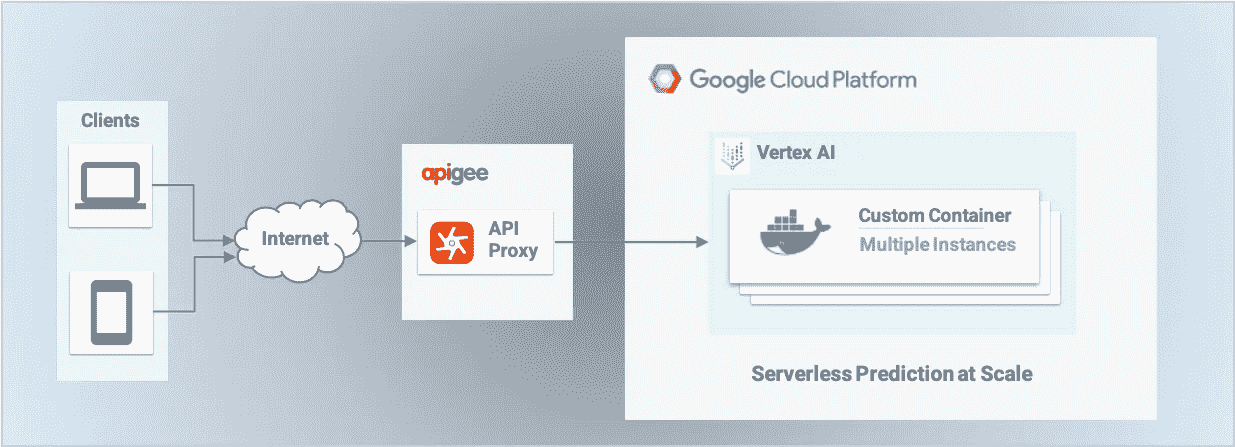 Clients
Internet
apigee
API
Proxy
Google Cloud Platform
Vertex AI
Custom Container
Multiple Instances
Serverless Prediction at Scale